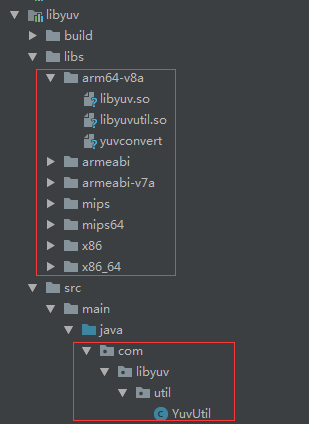 libyuv
build
libs
arm64-v8a
libyuv.so
libyuvutil.so
yuvconvert
armeabi
armeabi-v7a
mips
mips64
x86
x86_64
src
main
java
com
libyuv
util
YuvUtil